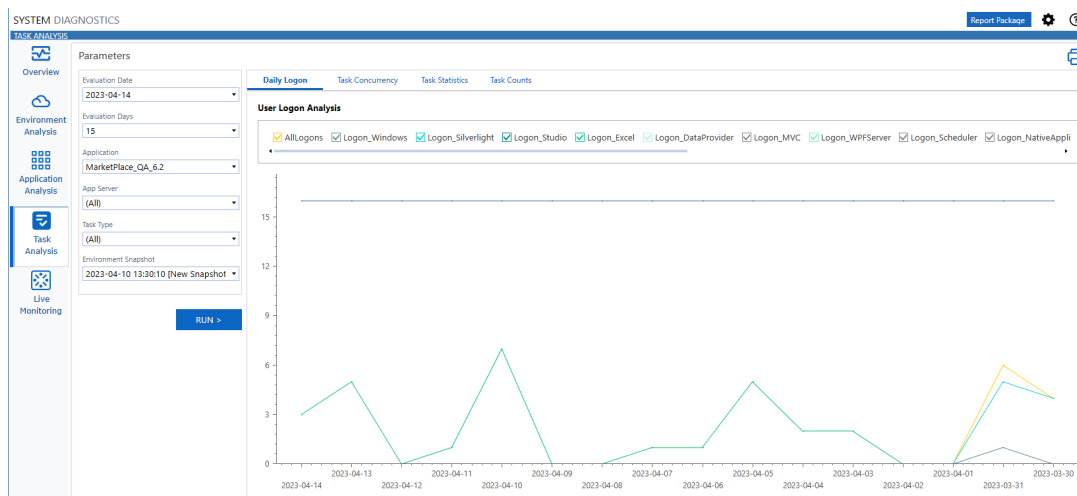 SYSTEM DIAGNOSTICS
Report Package
TASK ANALYSIS
Overview
Environment
Analysis
Application
Analysis
Task
Analysis
Live
Monitoring
Parameters
Evaluation Date
2023-04-14
Evaluation Days
15
Application
MarketPlace_QA_6.2
App Server
(All)
Task Type
(All)
Environment Snapshot
2023-04-10 13:30:10 [New Snapshot
RUN >
Daily Logon Task Concurrency Task Statistics Task Counts
User Logon Analysis
AllLogons Logon_Windows Logon_Silverlight Logon_Studio Logon_Excel Logon_DataProvider Logon_MVC Logon_WPFServer Logon_Scheduler Logon_NativeAppli
15
12
9
6
3
0
2023-04-13 2023-04-11 2023-04-09 2023-04-07 2023-04-05 2023-04-03 2023-04-01 2023-03-30
2023-04-14 2023-04-12 2023-04-10 2023-04-08 2023-04-06 2023-04-04 2023-04-02 2023-03-31